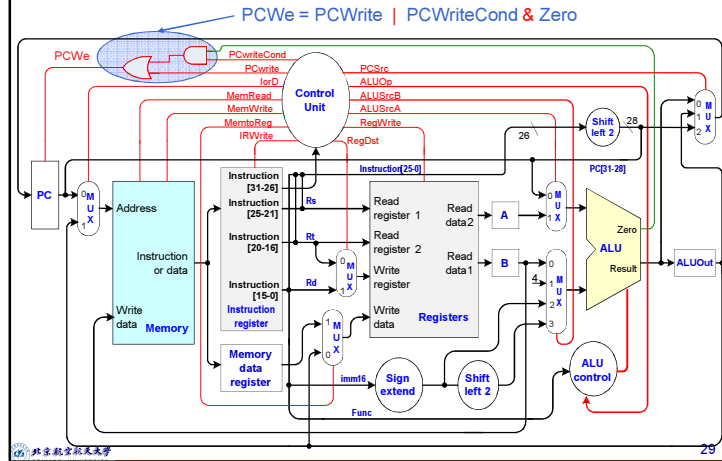 PCWe = PCWrite | PCWriteCond & Zero
PCWe
PCwriteCond
PCwrite
IorD
MemRead
MemWrite
MemtoReg
IRWrite
Control
Unit
PCSrc
ALUOp
ALUSrcB
ALUSrcA
RegWrite
RegDst
26
Shift
left 2
28
0
1
2
M
U
X
Instruction[25-0]
PC[31-28]
PC
0
M
U
X
1
Address
Instruction
or data
Write
data
Memory
Instruction
[31-26]
Instruction
[25-21]
Instruction
[20-16]
Instruction
[15-0]
Instruction
register
Rs
Rt
Rd
0
M
U
X
1
Read
register 1
Read
register 2
Write
register
Write
data
Read
data2
Read
data1
Registers
A
B
0
M
U
X
1
0
4
1
2
3
M
U
X
Zero
ALU
Result
ALUOut
Memory
data
register
1
M
U
X
0
imm16
Sign
extend
Shift
left 2
ALU
control
Func
北京航空航天大学
29